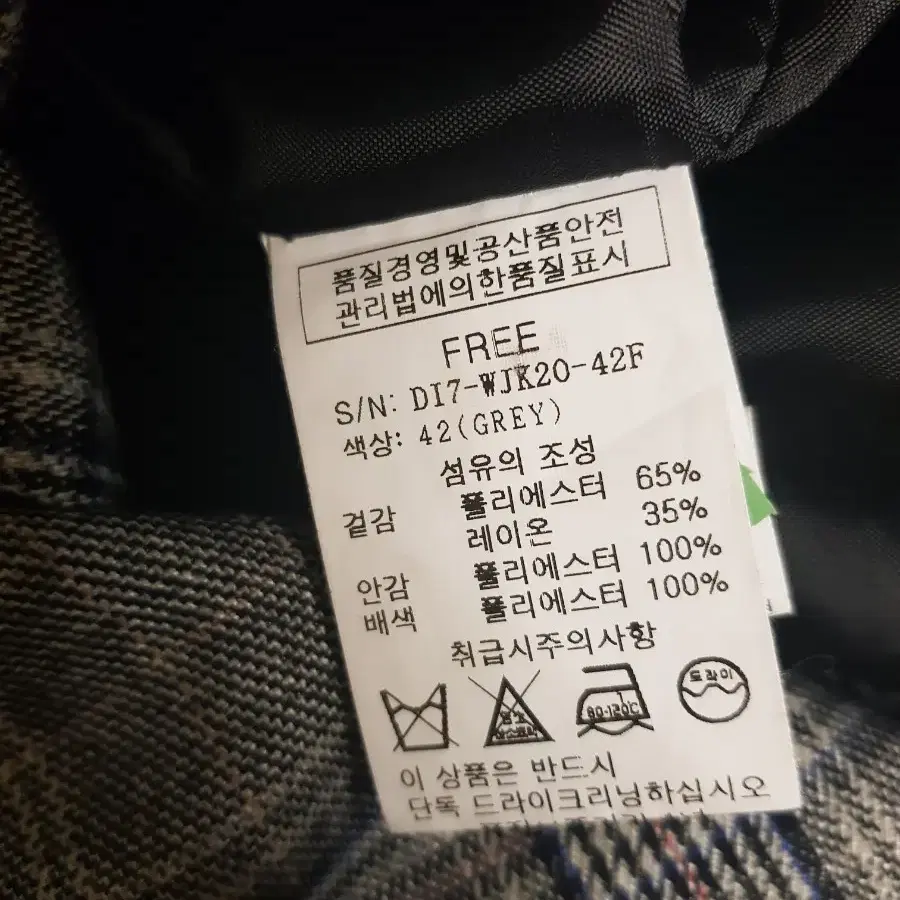 품질경영및공산품안전
관리법에의한품질표시
FREE
S/N: DI7-WJK20-42F
색상: 42(GREY)
섬유의 조성
겉감 폴리에스터 65%
레이온 35%
안감 폴리에스터 100%
배색 폴리에스터 100%
취급시주의사항
80-120℃
드라이
이 상품은 반드시
단독 드라이크리닝하십시오